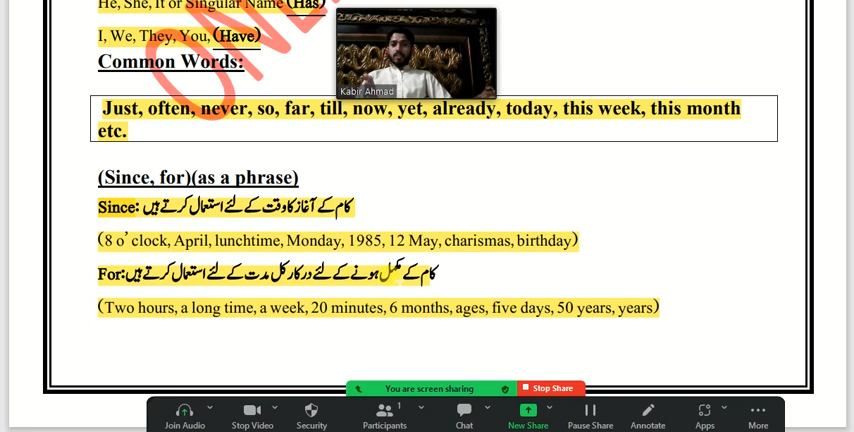 He, She, It or Singular Name (Has)
I, We, They, You, (Have)
Common Words:
Kabir Ahmad
Just, often, never, so, far, till, now, yet, already, today, this week, this month
etc.
(Since, for)(as a phrase)
Since: کام کے آغاز کا وقت کے لئے استعمال کرتے ہیں
(8 o' clock, April, lunchtime, Monday, 1985, 12 May, charismas, birthday)
For: کام کے مکمل ہونے کے لئے درکار کل مدت کے لئے استعمال کرتے ہیں
(Two hours, a long time, a week, 20 minutes, 6 months, ages, five days, 50 years, years)
You are screen sharing
Stop Share
Join Audio
Stop Video
Security
Participants
1
Chat
New Share
Pause Share
Annotate
Apps
More